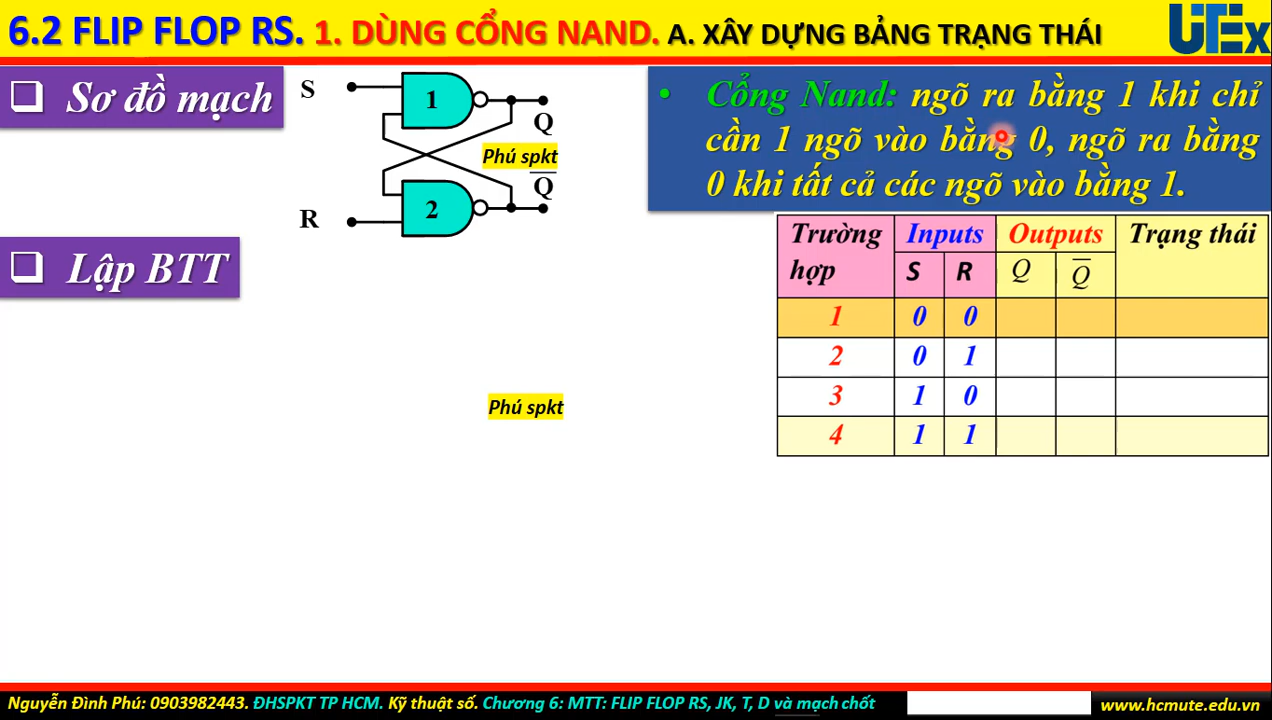 6.2 FLIP FLOP RS. 1. DÙNG CỔNG NAND. A. XÂY DỰNG BẢNG TRẠNG THÁI
UTEx
Sơ đồ mạch
S
1
Q
Phú spkt
Q̅
2
R
• Cổng Nand: ngõ ra bằng 1 khi chỉ
cần 1 ngõ vào bằng 0, ngõ ra bằng
0 khi tất cả các ngõ vào bằng 1.
Lập BTT
Trường hợp Inputs Outputs Trạng thái
S R Q Q̅
1 0 0
2 0 1
3 1 0
4 1 1
Phú spkt
Nguyễn Đình Phú: 0903982443. ĐHSPKT TP HCM. Kỹ thuật số. Chương 6: MTT: FLIP FLOP RS, JK, T, D và mạch chốt
www.hcmute.edu.vn